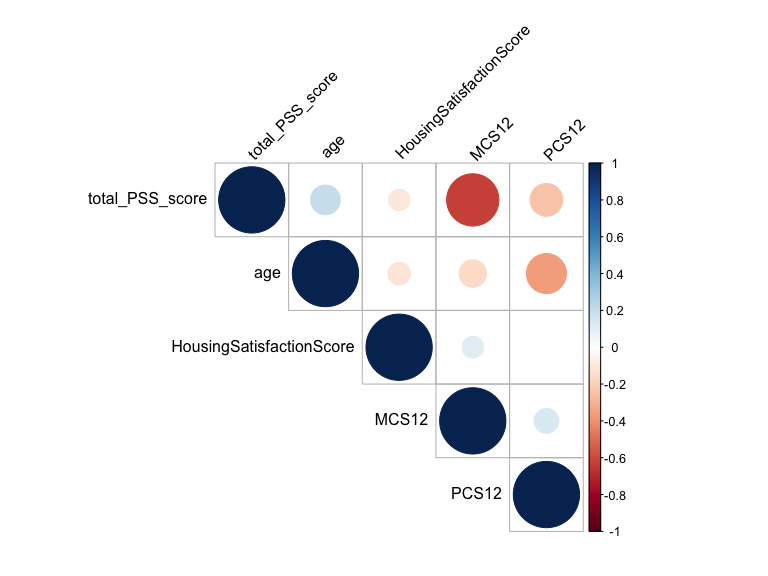 total_PSS_score
age
HousingSatisfactionScore
MCS12
PCS12
total_PSS_score
age
HousingSatisfactionScore
MCS12
PCS12
1
0.8
0.6
0.4
0.2
0
-0.2
-0.4
-0.6
-0.8
-1